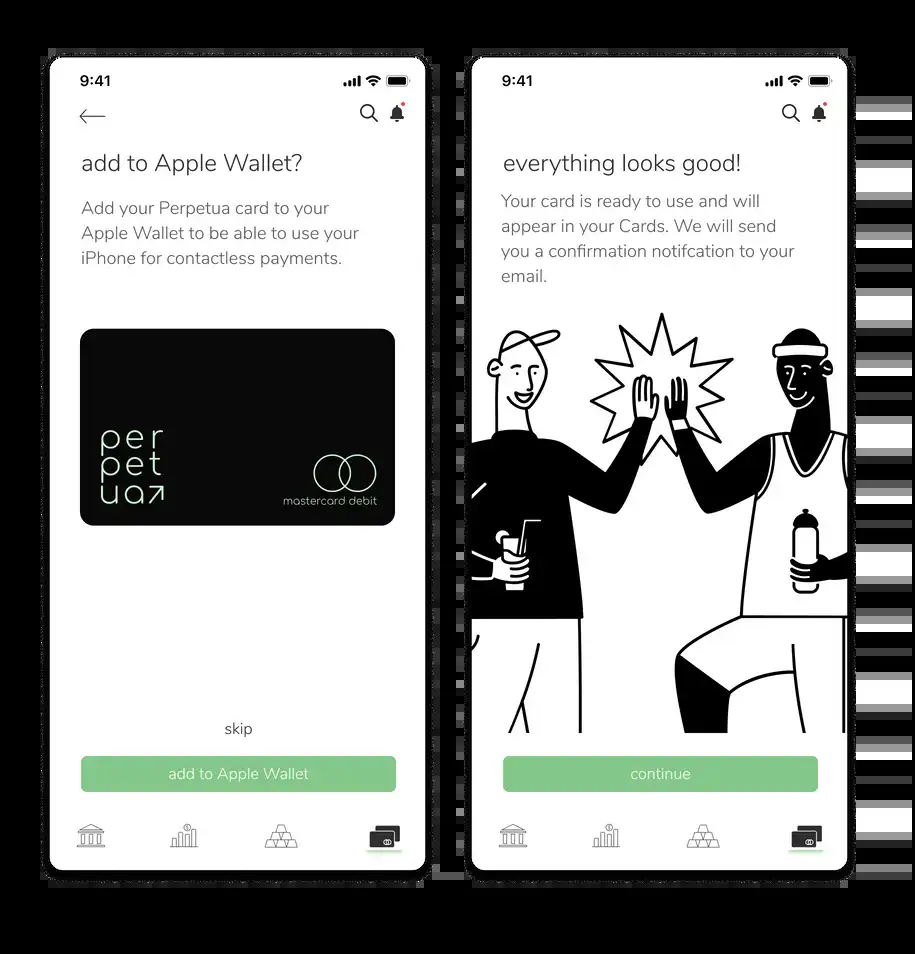 9:41
add to Apple Wallet?
Add your Perpetua card to your
Apple Wallet to be able to use your
iPhone for contactless payments.
per
pet
ua
mastercard debit
skip
add to Apple Wallet
9:41
everything looks good!
Your card is ready to use and will
appear in your Cards. We will send
you a confirmation notifcation to your
email.
continue